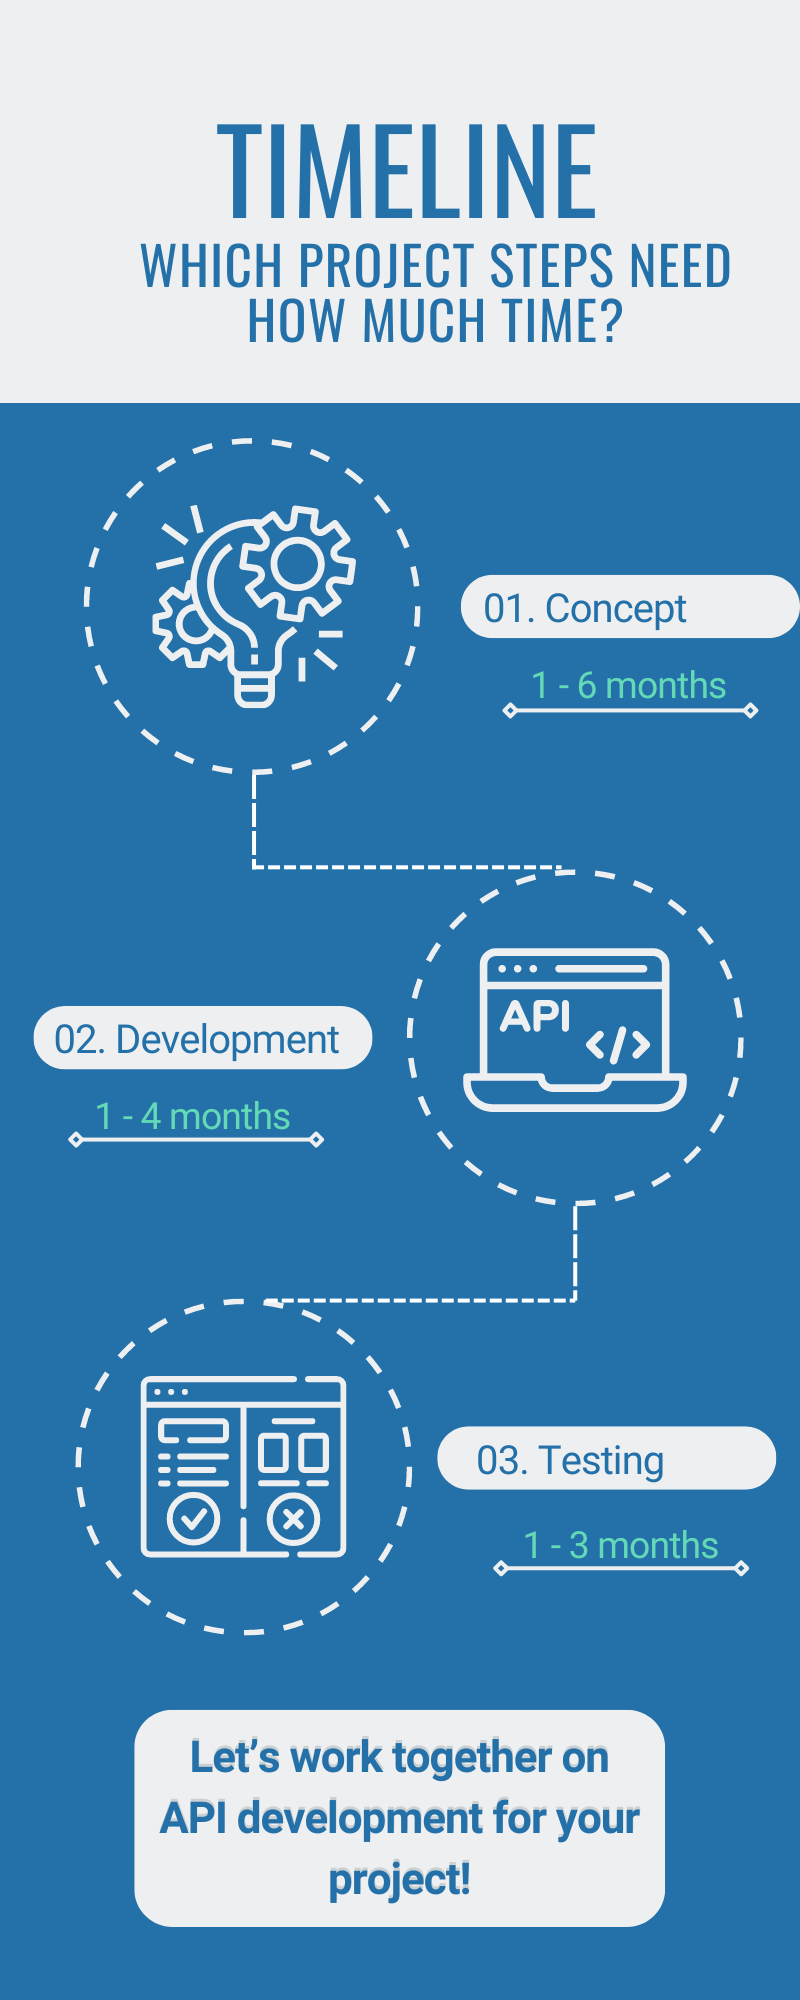 TIMELINE
WHICH PROJECT STEPS NEED
HOW MUCH TIME?
01. Concept
1 - 6 months
API
</>
02. Development
1 - 4 months
03. Testing
1 - 3 months
Let’s work together on
API development for your
project!